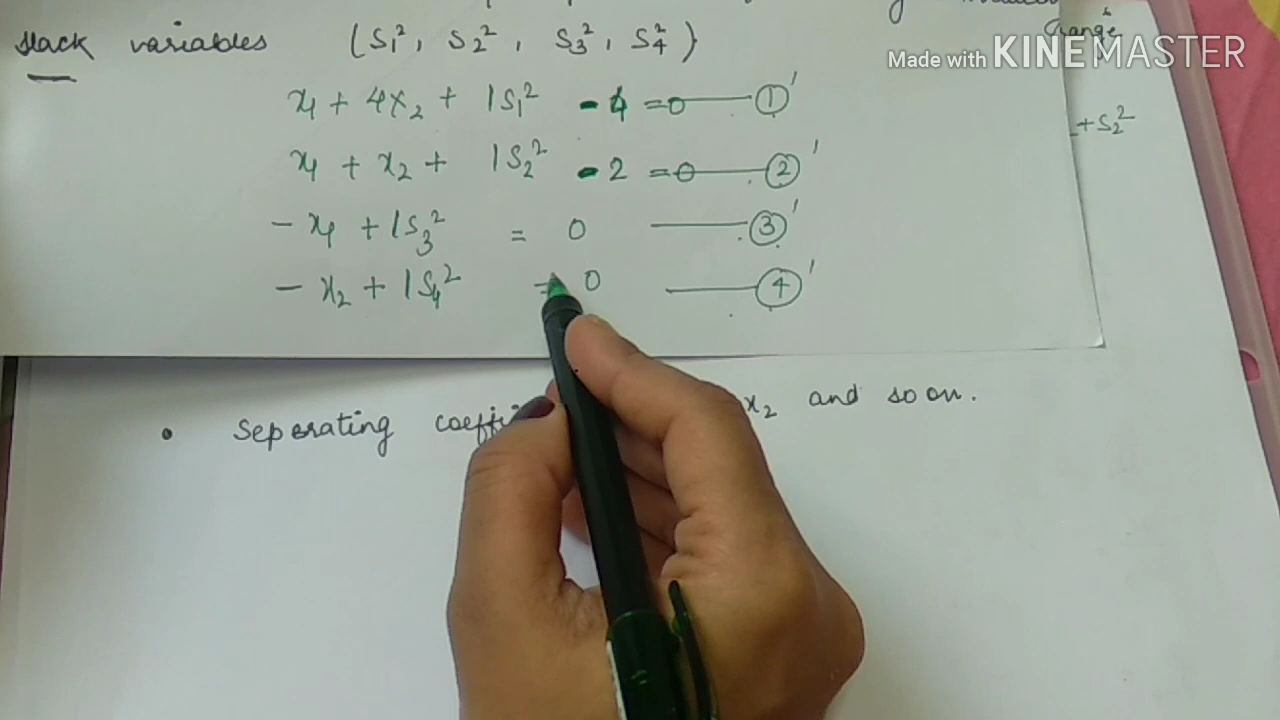 change
Made with KINEMASTER
slack variables (S₁², S₂², S₃², S₄²)
x₁ + 4x₂ + 1S₁² - 4 = 0 — ①'
+S₂²
x₁ + x₂ + 1S₂² - 2 = 0 — ②'
- x₁ + 1S₃² = 0 — ③'
- x₂ + 1S₄² = 0 — ④'
• Seperating x₂ and so on.